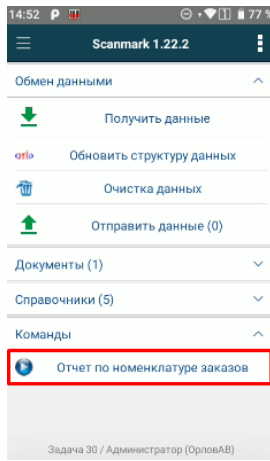 14:52 P 77%
Scanmark 1.22.2
Обмен данными
Получить данные
orlo Обновить структуру данных
Очистка данных
Отправить данные (0)
Документы (1)
Справочники (5)
Команды
Отчет по номенклатуре заказов
Задача 30 / Администратор (ОрловАВ)